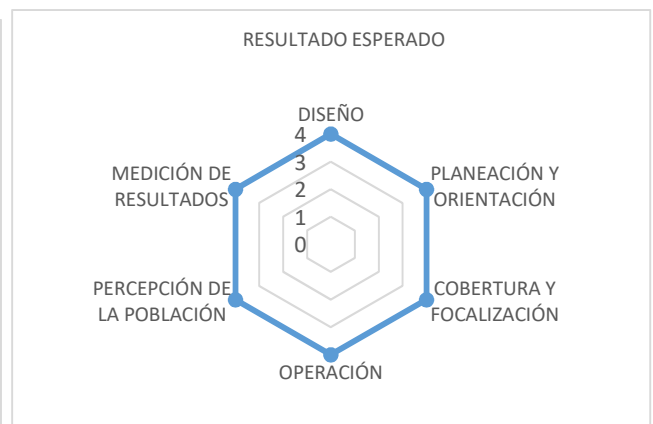 RESULTADO ESPERADO
DISEÑO
4
3
2
1
0
PLANEACIÓN Y
ORIENTACIÓN
COBERTURA Y
FOCALIZACIÓN
OPERACIÓN
PERCEPCIÓN DE
LA POBLACIÓN
MEDICIÓN DE
RESULTADOS